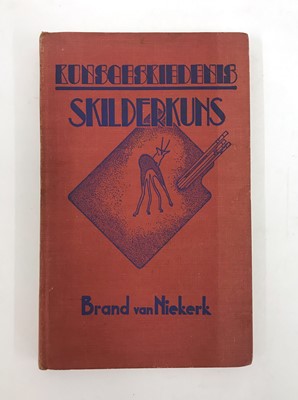 KUNSGESKIEDENIS
SKILDERKUNS
Brand van Niekerk